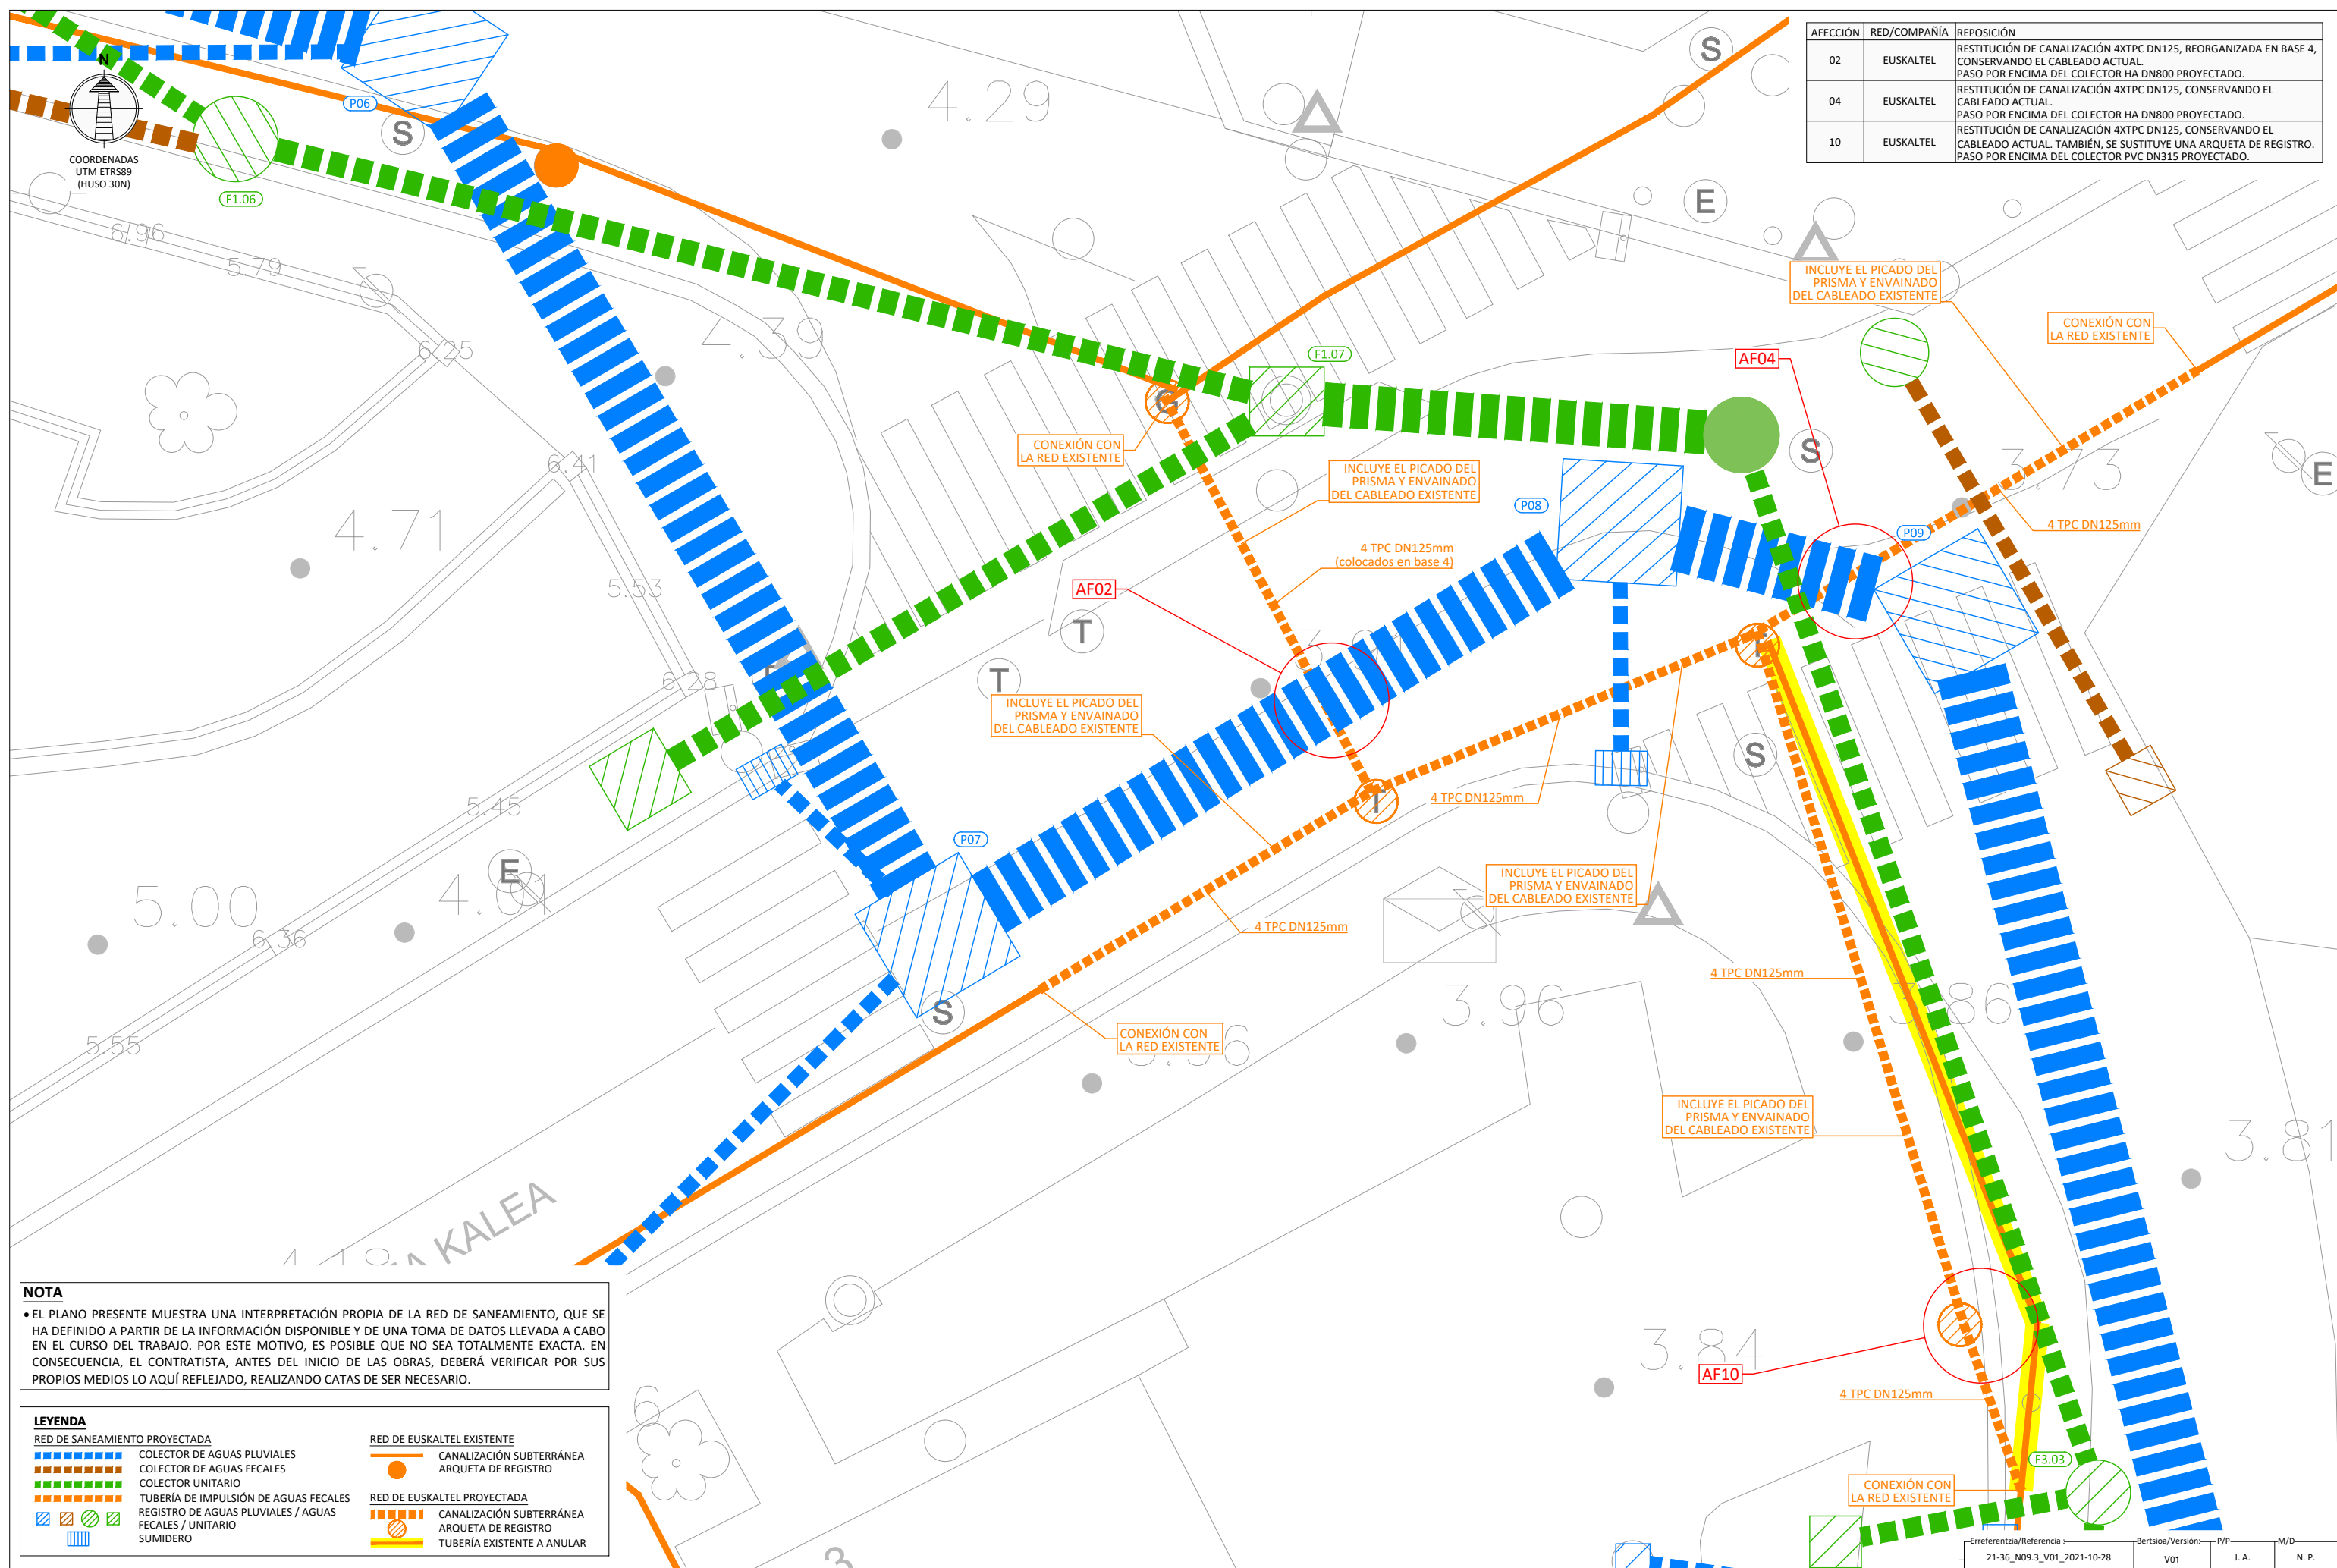 AFECCIÓN RED/COMPAÑÍA REPOSICIÓN
02 EUSKALTEL RESTITUCIÓN DE CANALIZACIÓN 4XTPC DN125, REORGANIZADA EN BASE 4,
CONSERVANDO EL CABLEADO ACTUAL.
PASO POR ENCIMA DEL COLECTOR HA DN800 PROYECTADO.
04 EUSKALTEL RESTITUCIÓN DE CANALIZACIÓN 4XTPC DN125, CONSERVANDO EL
CABLEADO ACTUAL.
PASO POR ENCIMA DEL COLECTOR HA DN800 PROYECTADO.
10 EUSKALTEL RESTITUCIÓN DE CANALIZACIÓN 4XTPC DN125, CONSERVANDO EL
CABLEADO ACTUAL. TAMBIÉN, SE SUSTITUYE UNA ARQUETA DE REGISTRO.
PASO POR ENCIMA DEL COLECTOR PVC DN315 PROYECTADO.
N
COORDENADAS
UTM ETRS89
(HUSO 30N)
P06
S
4.29
S
F1.06
E
6.96
5.79
INCLUYE EL PICADO DEL
PRISMA Y ENVAINADO
DEL CABLEADO EXISTENTE
CONEXIÓN CON
LA RED EXISTENTE
4.39
6.25
F1.07
AF04
G
CONEXIÓN CON
LA RED EXISTENTE
S
6.41
3.73
E
INCLUYE EL PICADO DEL
PRISMA Y ENVAINADO
DEL CABLEADO EXISTENTE
P08
4.71
4 TPC DN125mm
P09
4 TPC DN125mm
(colocados en base 4)
5.53
AF02
T
T
6.28
T
INCLUYE EL PICADO DEL
PRISMA Y ENVAINADO
DEL CABLEADO EXISTENTE
S
T
4 TPC DN125mm
5.45
P07
E
INCLUYE EL PICADO DEL
PRISMA Y ENVAINADO
DEL CABLEADO EXISTENTE
5.00
4.01
6.36
4 TPC DN125mm
4 TPC DN125mm
S
3.96
3.86
5.55
CONEXIÓN CON
LA RED EXISTENTE
INCLUYE EL PICADO DEL
PRISMA Y ENVAINADO
DEL CABLEADO EXISTENTE
3.81
KALEA
3.84
AF10
4 TPC DN125mm
F3.03
CONEXIÓN CON
LA RED EXISTENTE
NOTA
• EL PLANO PRESENTE MUESTRA UNA INTERPRETACIÓN PROPIA DE LA RED DE SANEAMIENTO, QUE SE
HA DEFINIDO A PARTIR DE LA INFORMACIÓN DISPONIBLE Y DE UNA TOMA DE DATOS LLEVADA A CABO
EN EL CURSO DEL TRABAJO. POR ESTE MOTIVO, ES POSIBLE QUE NO SEA TOTALMENTE EXACTA. EN
CONSECUENCIA, EL CONTRATISTA, ANTES DEL INICIO DE LAS OBRAS, DEBERÁ VERIFICAR POR SUS
PROPIOS MEDIOS LO AQUÍ REFLEJADO, REALIZANDO CATAS DE SER NECESARIO.
LEYENDA
RED DE SANEAMIENTO PROYECTADA
COLECTOR DE AGUAS PLUVIALES
COLECTOR DE AGUAS FECALES
COLECTOR UNITARIO
TUBERÍA DE IMPULSIÓN DE AGUAS FECALES
REGISTRO DE AGUAS PLUVIALES / AGUAS
FECALES / UNITARIO
SUMIDERO
RED DE EUSKALTEL EXISTENTE
CANALIZACIÓN SUBTERRÁNEA
ARQUETA DE REGISTRO
RED DE EUSKALTEL PROYECTADA
CANALIZACIÓN SUBTERRÁNEA
ARQUETA DE REGISTRO
TUBERÍA EXISTENTE A ANULAR
Erreferentzia/Referencia : Bertsioa/Versión: P/P M/D
21-36_N09.3_V01_2021-10-28 V01 J. A. N. P.